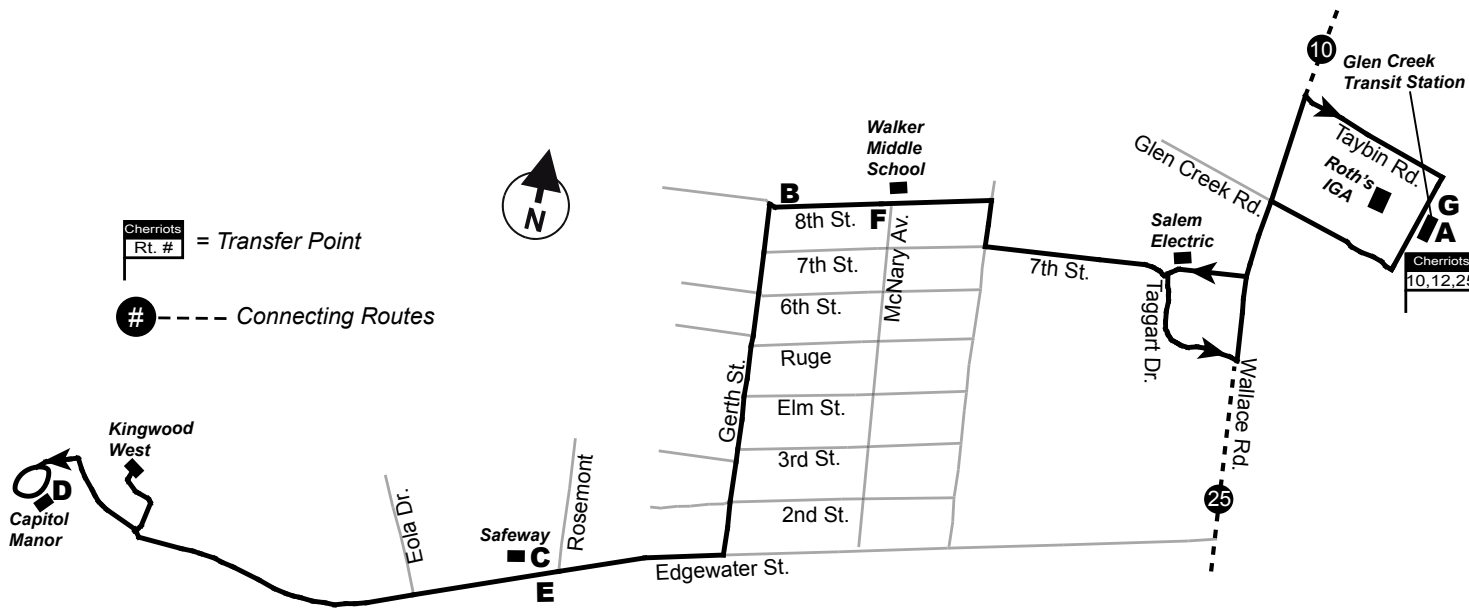 10
Glen Creek
Transit Station
Walker
Middle
School
Glen Creek Rd.
Taybin Rd.
Roth's
IGA
B
G
A
8th St.
F
McNary Av.
Salem
Electric
Cherriots
Rt. #
= Transfer Point
N
Cherriots
10,12,25
7th St.
7th St.
6th St.
Taggart Dr.
#
Connecting Routes
Ruge
Gerth St.
Elm St.
Wallace Rd.
Kingwood
West
3rd St.
D
Capitol
Manor
Eola Dr.
Rosemont
25
2nd St.
Safeway
C
E
Edgewater St.